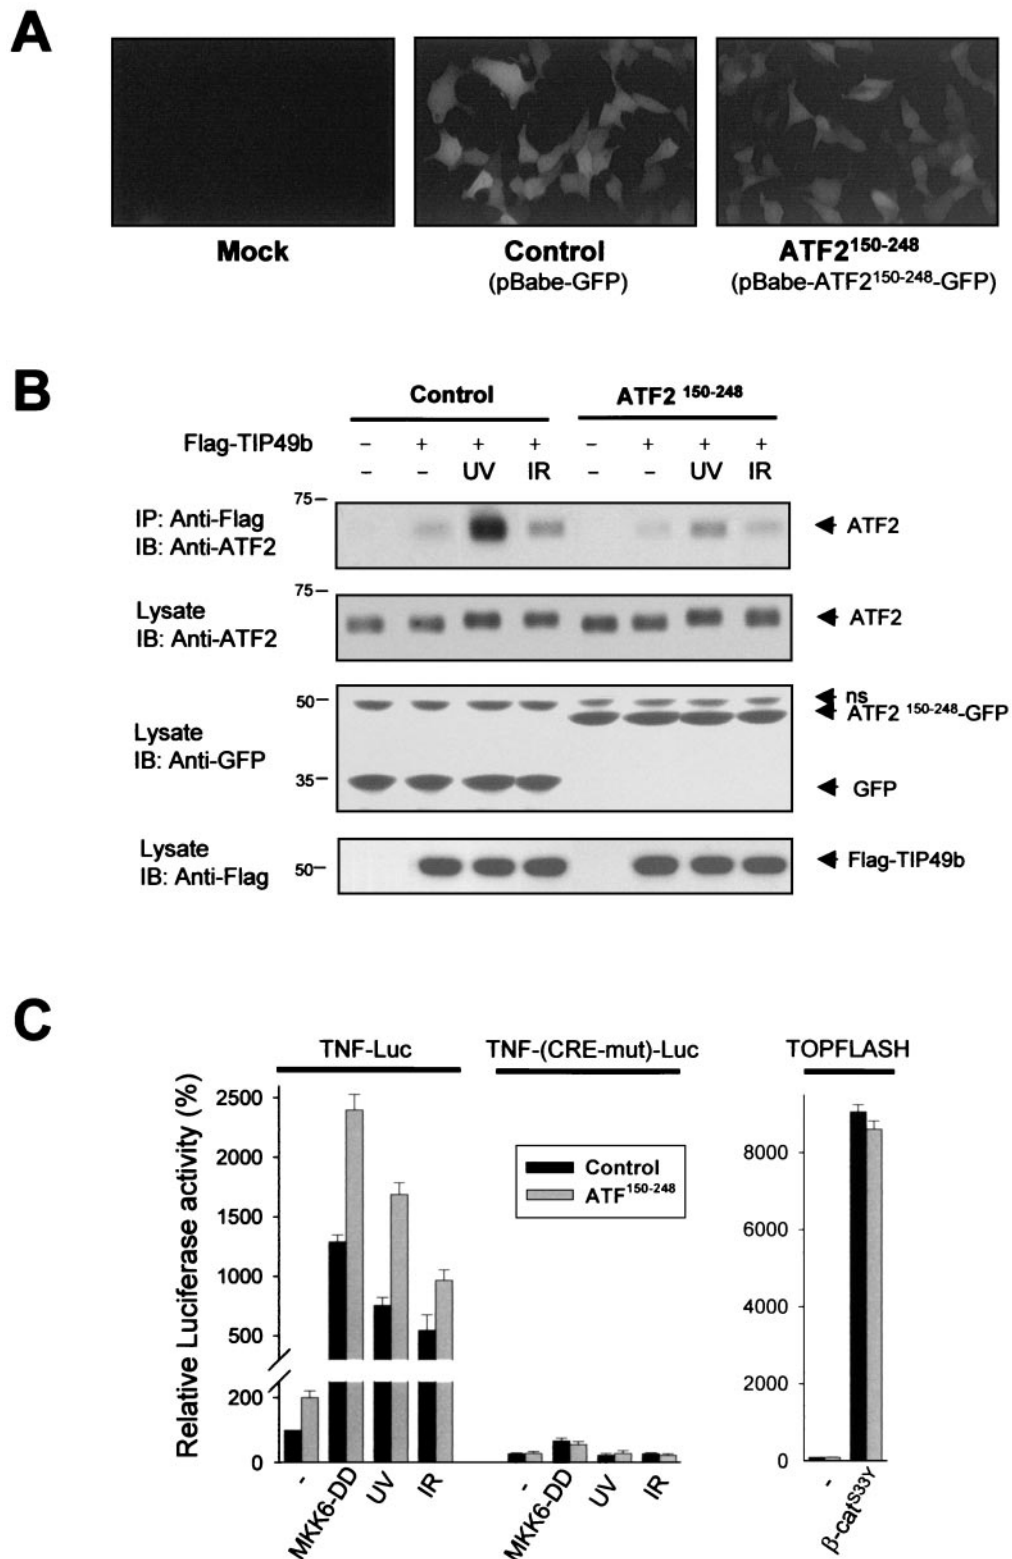 A
Mock
Control
(pBabe-GFP)
ATF2150-248
(pBabe-ATF2150-248-GFP)
B
Control
ATF2 150-248
Flag-TIP49b - + + + - + + +
- - UV IR - - UV IR
75
IP: Anti-Flag
IB: Anti-ATF2
ATF2
75
Lysate
IB: Anti-ATF2
ATF2
50
ns
ATF2 150-248-GFP
Lysate
IB: Anti-GFP
35
GFP
Lysate
IB: Anti-Flag
50
Flag-TIP49b
C
TNF-Luc
TNF-(CRE-mut)-Luc
TOPFLASH
Relative Luciferase activity (%)
2500
2000
1500
1000
500
200
0
Control
ATF150-248
8000
6000
4000
2000
0
-
MKK6-DD
UV
IR
-
MKK6-DD
UV
IR
-
β-catS33Y